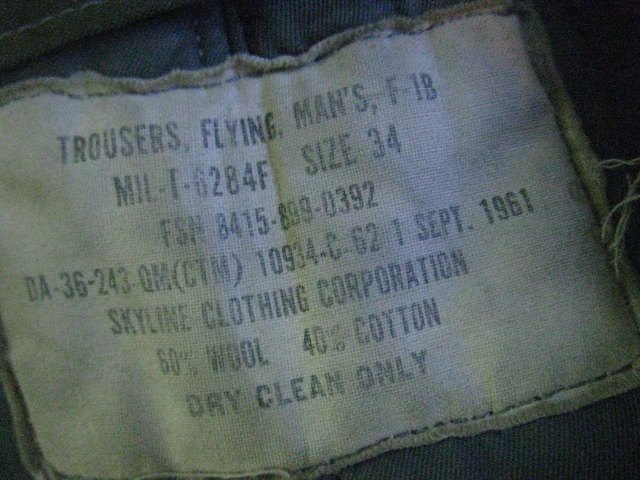 TROUSERS, FLYING, MAN'S, F-1B
MIL-T-6284F SIZE 34
FSN 8415-899-0392
DA-36-243-QM(CTM) 10934-C-62 1 SEPT. 1961
SKYLINE CLOTHING CORPORATION
60% WOOL 40% COTTON
DRY CLEAN ONLY